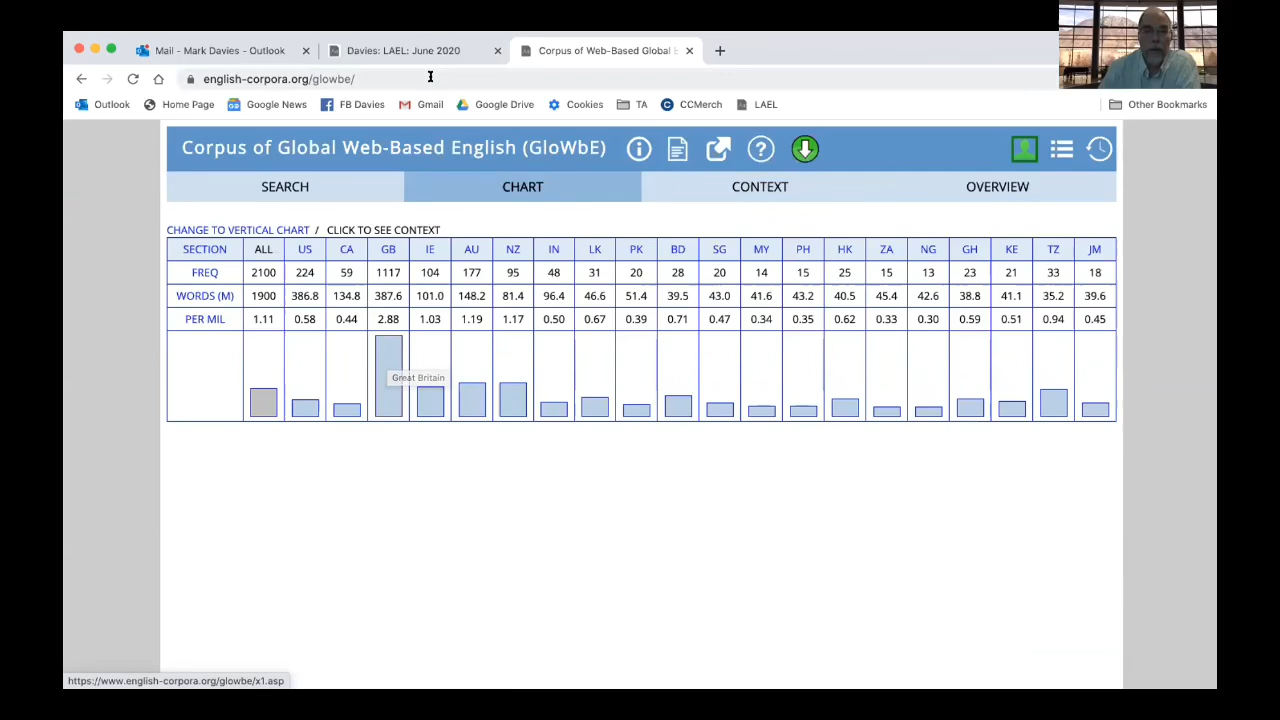 Mail - Mark Davies - Outlook
Davies: LAEL: June 2020
Corpus of Web-Based Global E
english-corpora.org/glowbe/
Outlook Home Page Google News FB Davies Gmail Google Drive Cookies TA CCMerch LAEL Other Bookmarks
Corpus of Global Web-Based English (GloWbE)
SEARCH CHART CONTEXT OVERVIEW
CHANGE TO VERTICAL CHART / CLICK TO SEE CONTEXT
SECTION ALL US CA GB IE AU NZ IN LK PK BD SG MY PH HK ZA NG GH KE TZ JM
FREQ 2100 224 59 1117 104 177 95 48 31 20 28 20 14 15 25 15 13 23 21 33 18
WORDS (M) 1900 386.8 134.8 387.6 101.0 148.2 81.4 96.4 46.6 51.4 39.5 43.0 41.6 43.2 40.5 45.4 42.6 38.8 41.1 35.2 39.6
PER MIL 1.11 0.58 0.44 2.88 1.03 1.19 1.17 0.50 0.67 0.39 0.71 0.47 0.34 0.35 0.62 0.33 0.30 0.59 0.51 0.94 0.45
Great Britain
https://www.english-corpora.org/glowbe/x1.asp